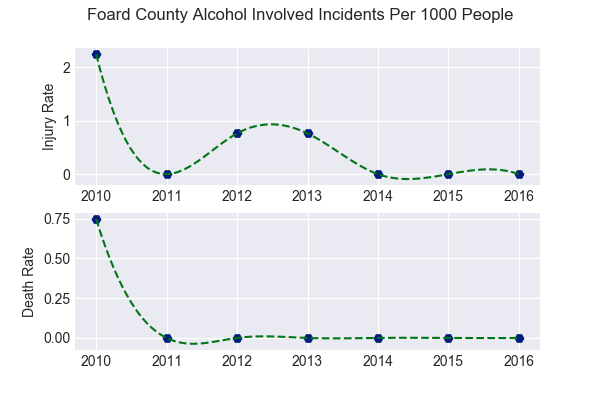 Foard County Alcohol Involved Incidents Per 1000 People
Injury Rate
2
1
0
2010 2011 2012 2013 2014 2015 2016
Death Rate
0.75
0.50
0.25
0.00
2010 2011 2012 2013 2014 2015 2016